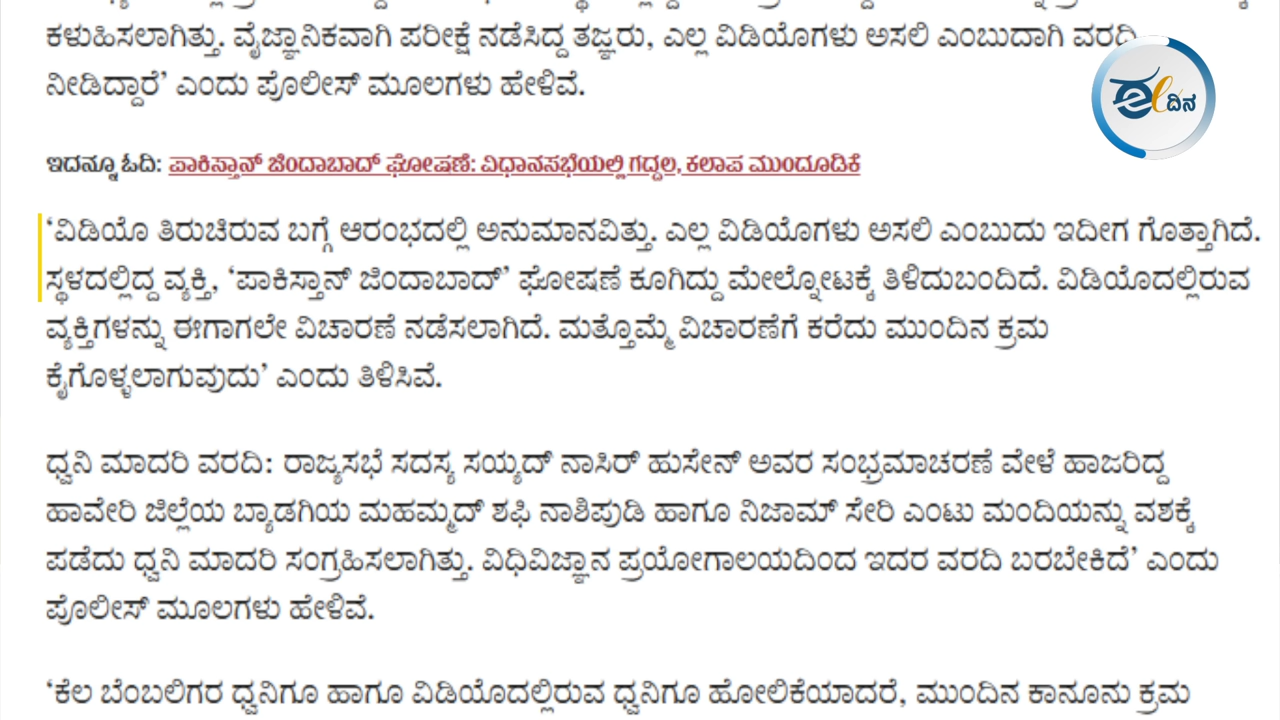 ಕಳುಹಿಸಲಾಗಿತ್ತು. ವೈಜ್ಞಾನಿಕವಾಗಿ ಪರೀಕ್ಷೆ ನಡೆಸಿದ್ದ ತಜ್ಞರು, ಎಲ್ಲ ವಿಡಿಯೊಗಳು ಅಸಲಿ ಎಂಬುದಾಗಿ ವರದಿ
ನೀಡಿದ್ದಾರೆ’ ಎಂದು ಪೊಲೀಸ್ ಮೂಲಗಳು ಹೇಳಿವೆ.
ಈದಿನ
ಇದನ್ನೂ ಓದಿ: ಪಾಕಿಸ್ತಾನ್ ಜಿಂದಾಬಾದ್ ಘೋಷಣೆ: ವಿಧಾನಸಭೆಯಲ್ಲಿ ಗದ್ದಲ, ಕಲಾಪ ಮುಂದೂಡಿಕೆ
‘ವಿಡಿಯೊ ತಿರುಚಿರುವ ಬಗ್ಗೆ ಆರಂಭದಲ್ಲಿ ಅನುಮಾನವಿತ್ತು. ಎಲ್ಲ ವಿಡಿಯೊಗಳು ಅಸಲಿ ಎಂಬುದು ಇದೀಗ ಗೊತ್ತಾಗಿದೆ.
ಸ್ಥಳದಲ್ಲಿದ್ದ ವ್ಯಕ್ತಿ, ‘ಪಾಕಿಸ್ತಾನ್ ಜಿಂದಾಬಾದ್’ ಘೋಷಣೆ ಕೂಗಿದ್ದು ಮೇಲ್ನೋಟಕ್ಕೆ ತಿಳಿದುಬಂದಿದೆ. ವಿಡಿಯೊದಲ್ಲಿರುವ
ವ್ಯಕ್ತಿಗಳನ್ನು ಈಗಾಗಲೇ ವಿಚಾರಣೆ ನಡೆಸಲಾಗಿದೆ. ಮತ್ತೊಮ್ಮೆ ವಿಚಾರಣೆಗೆ ಕರೆದು ಮುಂದಿನ ಕ್ರಮ
ಕೈಗೊಳ್ಳಲಾಗುವುದು’ ಎಂದು ತಿಳಿಸಿವೆ.
ಧ್ವನಿ ಮಾದರಿ ವರದಿ: ರಾಜ್ಯಸಭೆ ಸದಸ್ಯ ಸಯ್ಯದ್ ನಾಸಿರ್ ಹುಸೇನ್ ಅವರ ಸಂಭ್ರಮಾಚರಣೆ ವೇಳೆ ಹಾಜರಿದ್ದ
ಹಾವೇರಿ ಜಿಲ್ಲೆಯ ಬ್ಯಾಡಗಿಯ ಮಹಮ್ಮದ್ ಶಫಿ ನಾಶಿಪುಡಿ ಹಾಗೂ ನಿಜಾಮ್ ಸೇರಿ ಎಂಟು ಮಂದಿಯನ್ನು ವಶಕ್ಕೆ
ಪಡೆದು ಧ್ವನಿ ಮಾದರಿ ಸಂಗ್ರಹಿಸಲಾಗಿತ್ತು. ವಿಧಿವಿಜ್ಞಾನ ಪ್ರಯೋಗಾಲಯದಿಂದ ಇದರ ವರದಿ ಬರಬೇಕಿದೆ’ ಎಂದು
ಪೊಲೀಸ್ ಮೂಲಗಳು ಹೇಳಿವೆ.
‘ಕೆಲ ಬೆಂಬಲಿಗರ ಧ್ವನಿಗೂ ಹಾಗೂ ವಿಡಿಯೊದಲ್ಲಿರುವ ಧ್ವನಿಗೂ ಹೋಲಿಕೆಯಾದರೆ, ಮುಂದಿನ ಕಾನೂನು ಕ್ರಮ